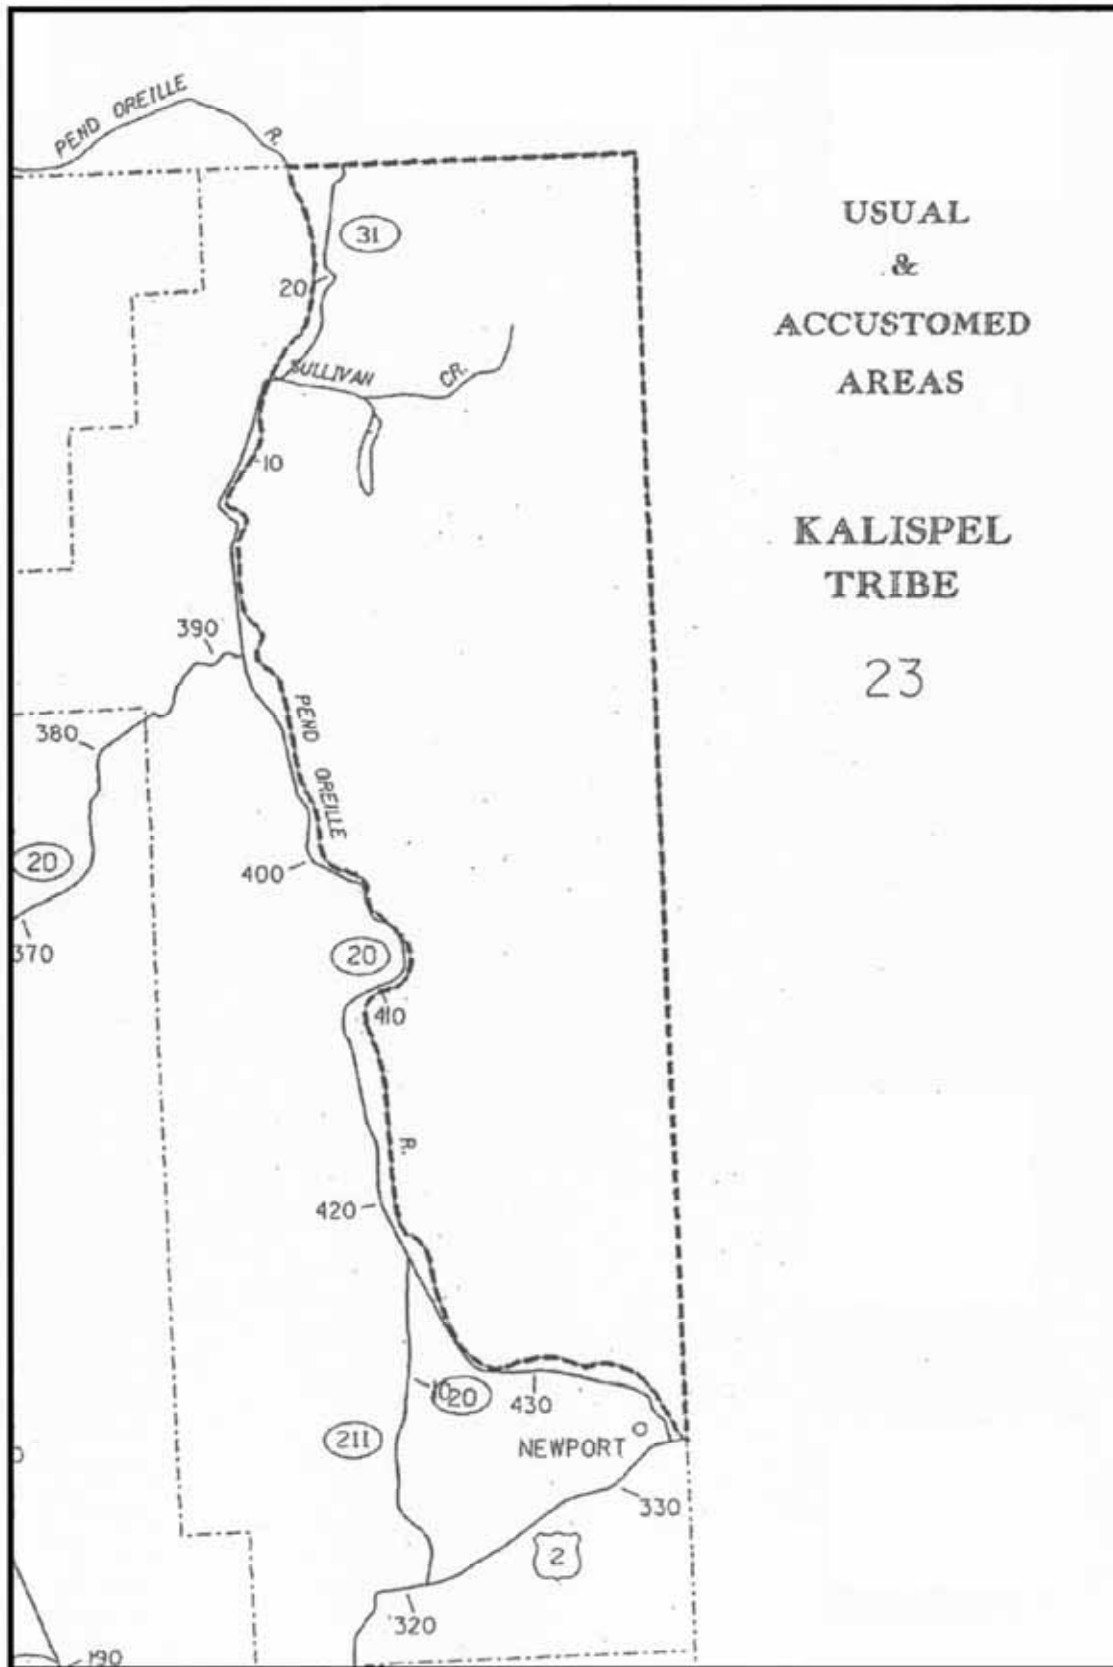 PEND OREILLE
R.
31
20
SULLIVAN
CR.
10
390
380
PEND
OREILLE
400
20
370
20
410
R.
420
10
20
430
211
NEWPORT
330
2
320
190
USUAL
&
ACCUSTOMED
AREAS
KALISPEL
TRIBE
23